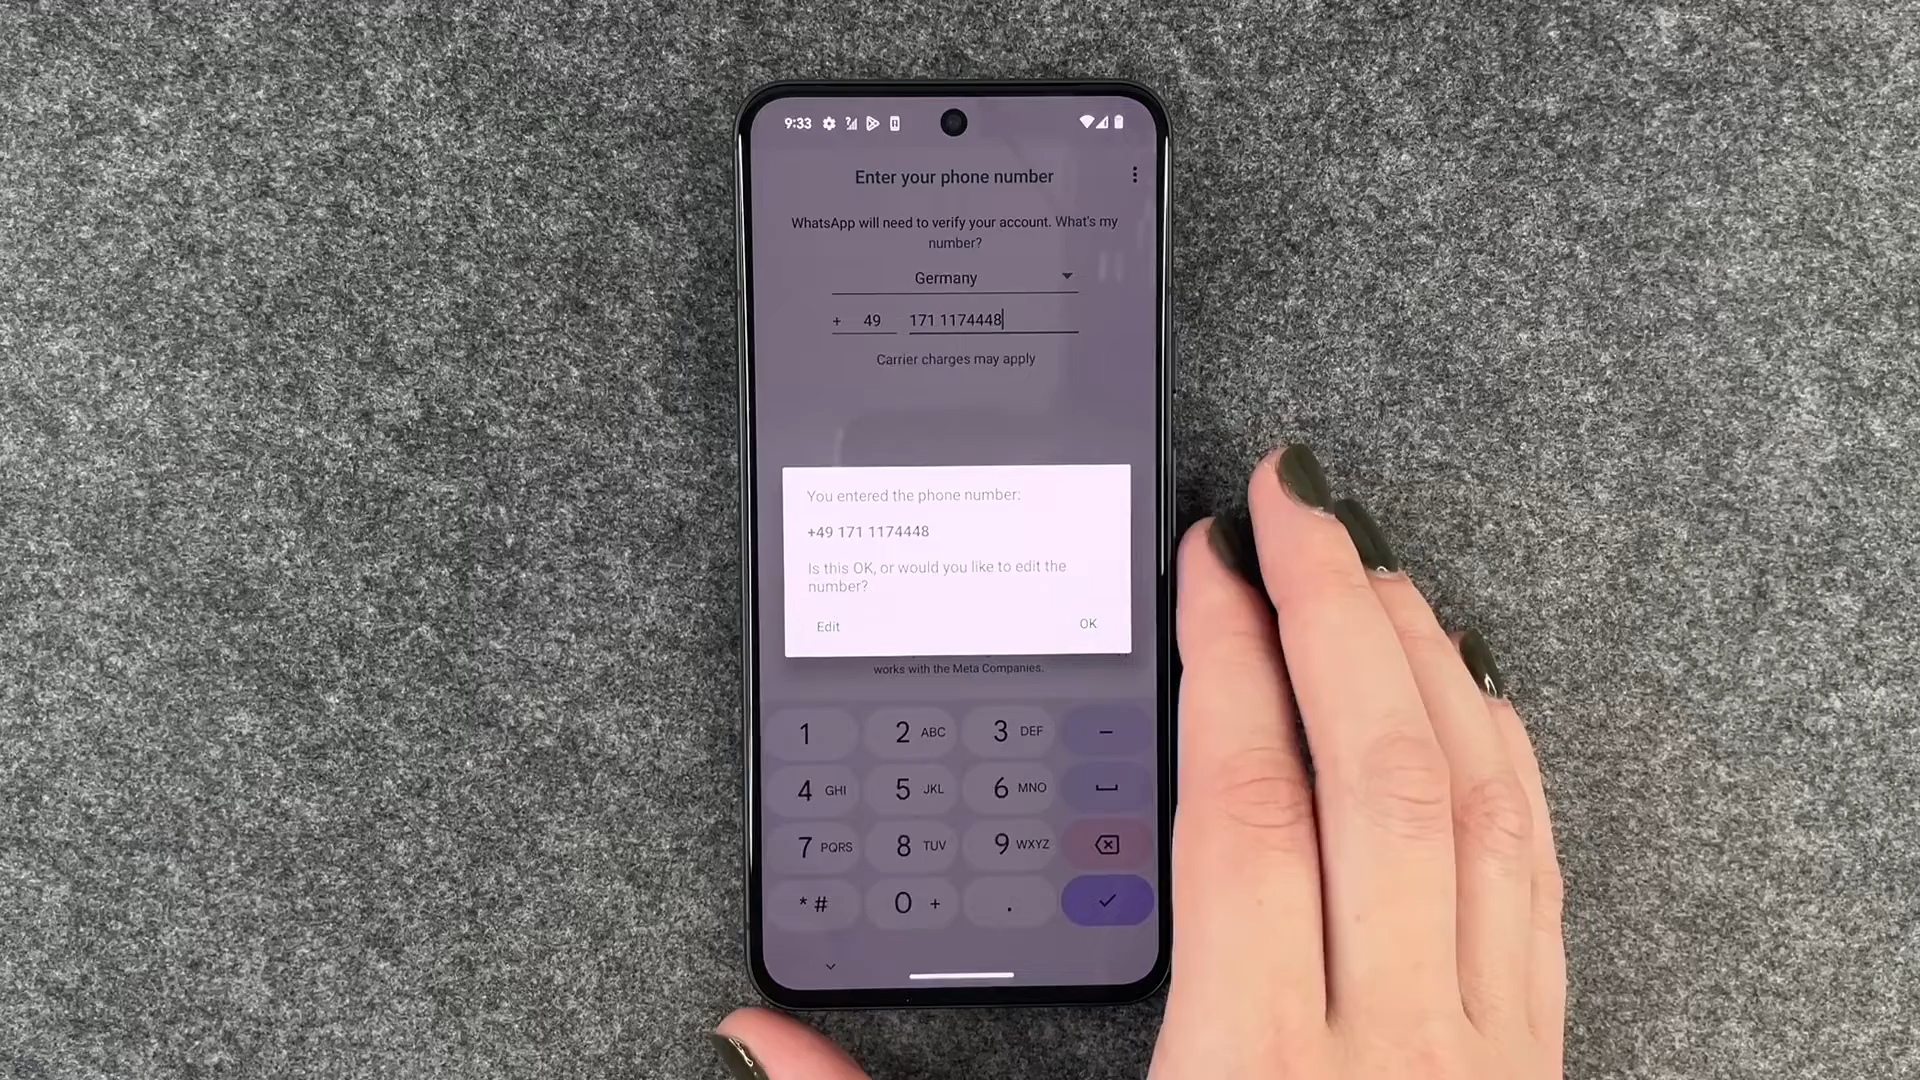 9:33
Enter your phone number
WhatsApp will need to verify your account. What's my
number?
Germany
+ 49 171 1174448
Carrier charges may apply
You entered the phone number:
+49 171 1174448
Is this OK, or would you like to edit the
number?
Edit OK
works with the Meta Companies.
1 2 ABC 3 DEF –
4 GHI 5 JKL 6 MNO
7 PQRS 8 TUV 9 WXYZ
* # 0 + .